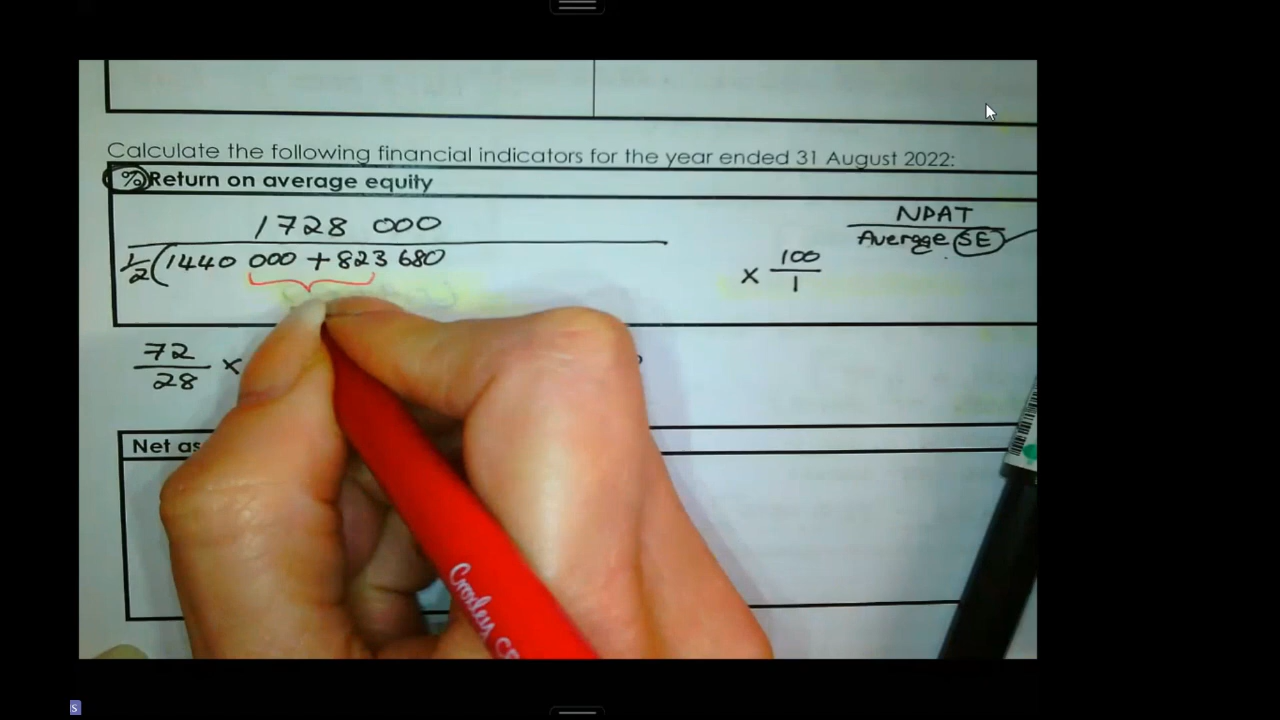 Calculate the following financial indicators for the year ended 31 August 2022:
% Return on average equity
1728 000
1/2 (1440 000 + 823 680
x 100/1
NPAT
Average SE
72/28 x
Net as
Croxley
s